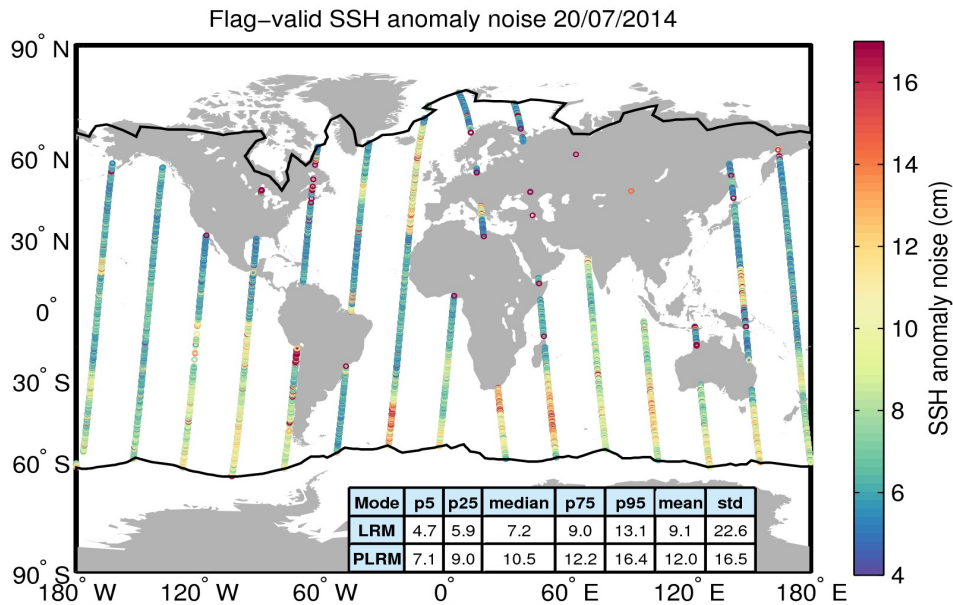 Flag−valid SSH anomaly noise 20/07/2014
90° N
60° N
30° N
0°
30° S
60° S
90° S
180° W
120° W
60° W
0°
60° E
120° E
180° E
Mode p5 p25 median p75 p95 mean std
LRM 4.7 5.9 7.2 9.0 13.1 9.1 22.6
PLRM 7.1 9.0 10.5 12.2 16.4 12.0 16.5
16
14
12
10
8
6
4
SSH anomaly noise (cm)